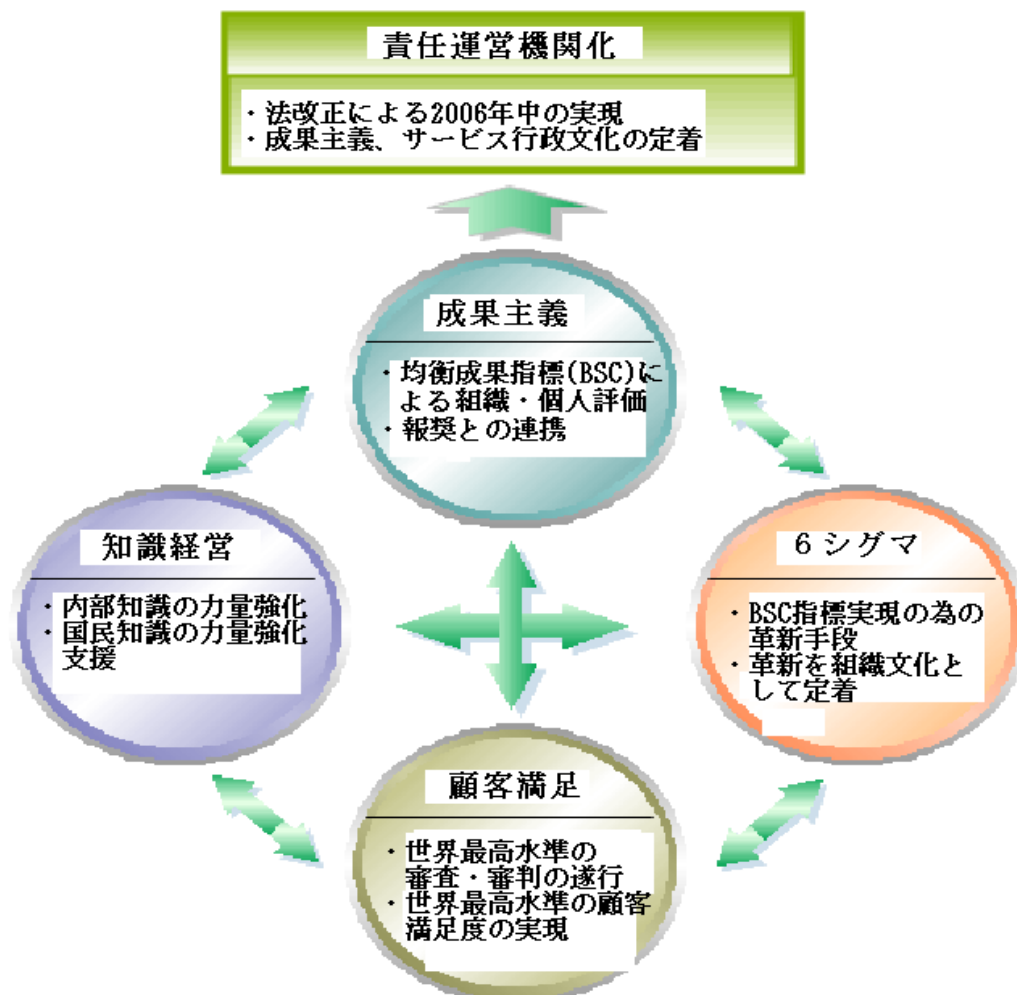 責任運営機関化
・法改正による2006年中の実現
・成果主義、サービス行政文化の定着
成果主義
・均衡成果指標(BSC)に
よる組織・個人評価
・報奨との連携
知識経営
・内部知識の力量強化
・国民知識の力量強化
支援
6シグマ
・BSC指標実現の為の
革新手段
・革新を組織文化と
して定着
顧客満足
・世界最高水準の
審査・審判の遂行
・世界最高水準の顧客
満足度の実現